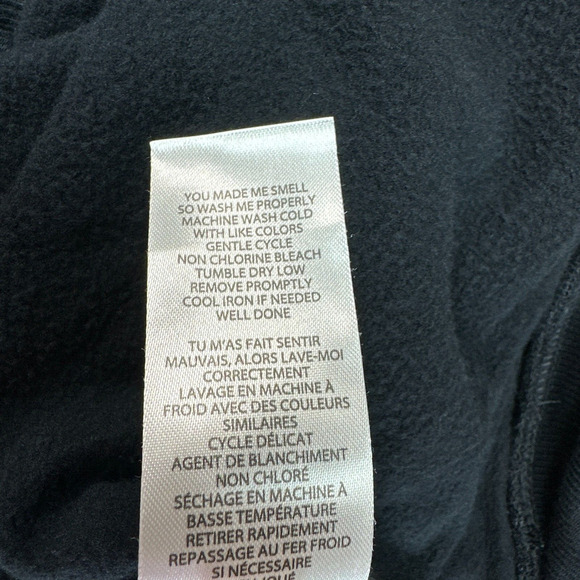 YOU MADE ME SMELL
SO WASH ME PROPERLY
MACHINE WASH COLD
WITH LIKE COLORS
GENTLE CYCLE
NON CHLORINE BLEACH
TUMBLE DRY LOW
REMOVE PROMPTLY
COOL IRON IF NEEDED
WELL DONE
TU M'AS FAIT SENTIR
MAUVAIS, ALORS LAVE-MOI
CORRECTEMENT
LAVAGE EN MACHINE À
FROID AVEC DES COULEURS
SIMILAIRES
CYCLE DÉLICAT
AGENT DE BLANCHIMENT
NON CHLORÉ
SÉCHAGE EN MACHINE À
BASSE TEMPÉRATURE
RETIRER RAPIDEMENT
REPASSAGE AU FER FROID
SI NÉCESSAIRE